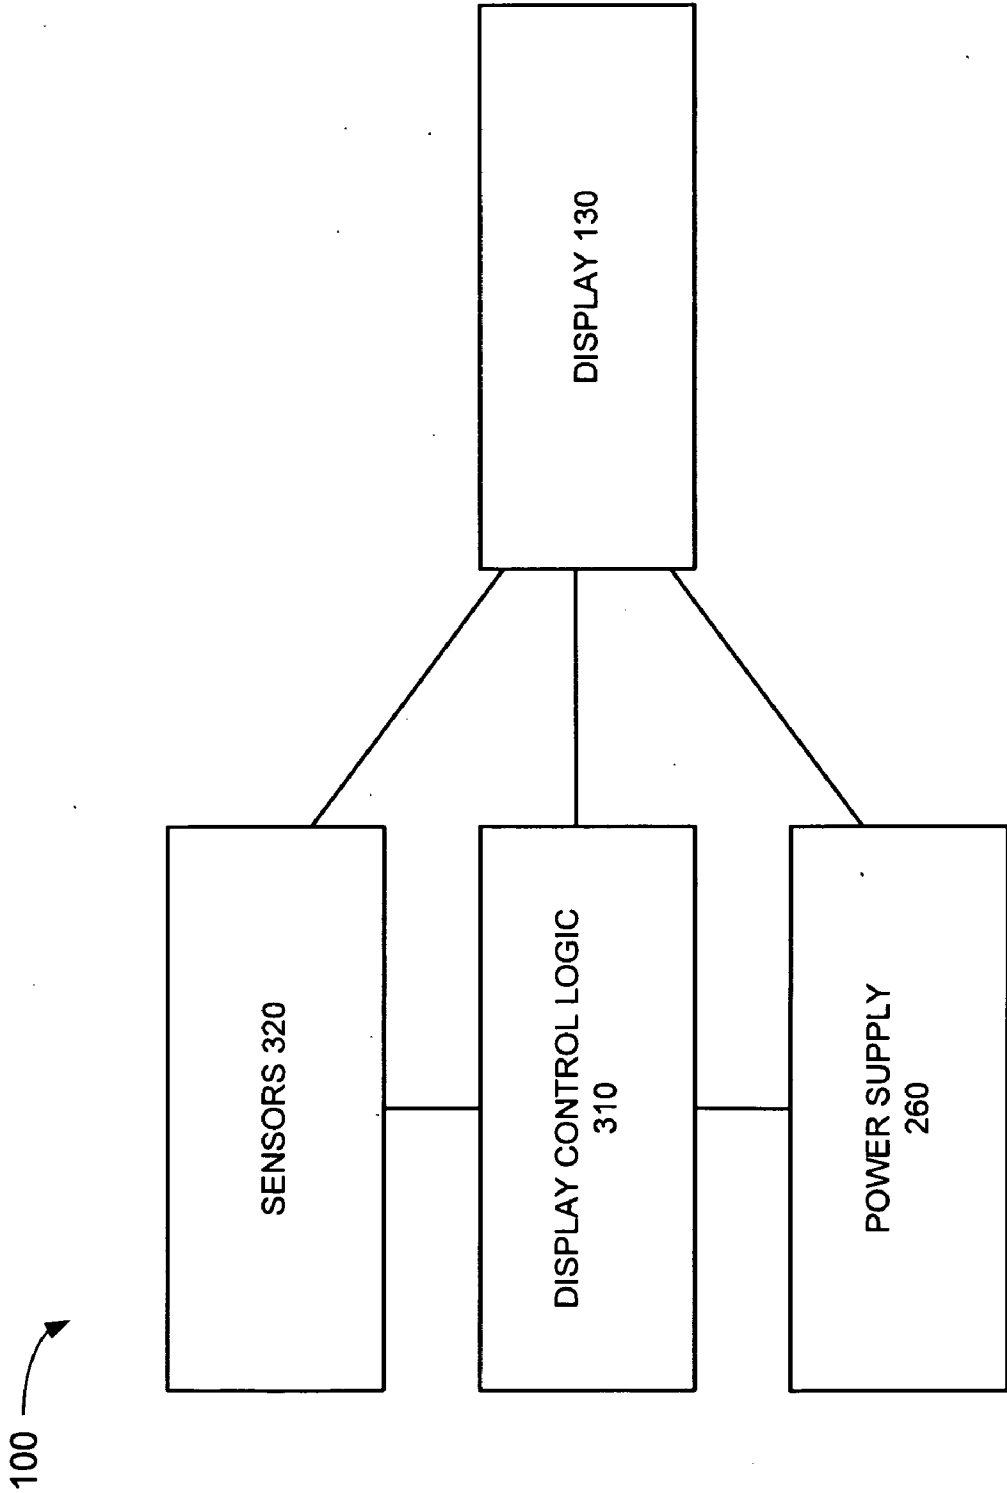 100
SENSORS 320
DISPLAY CONTROL LOGIC
310
POWER SUPPLY
260
DISPLAY 130